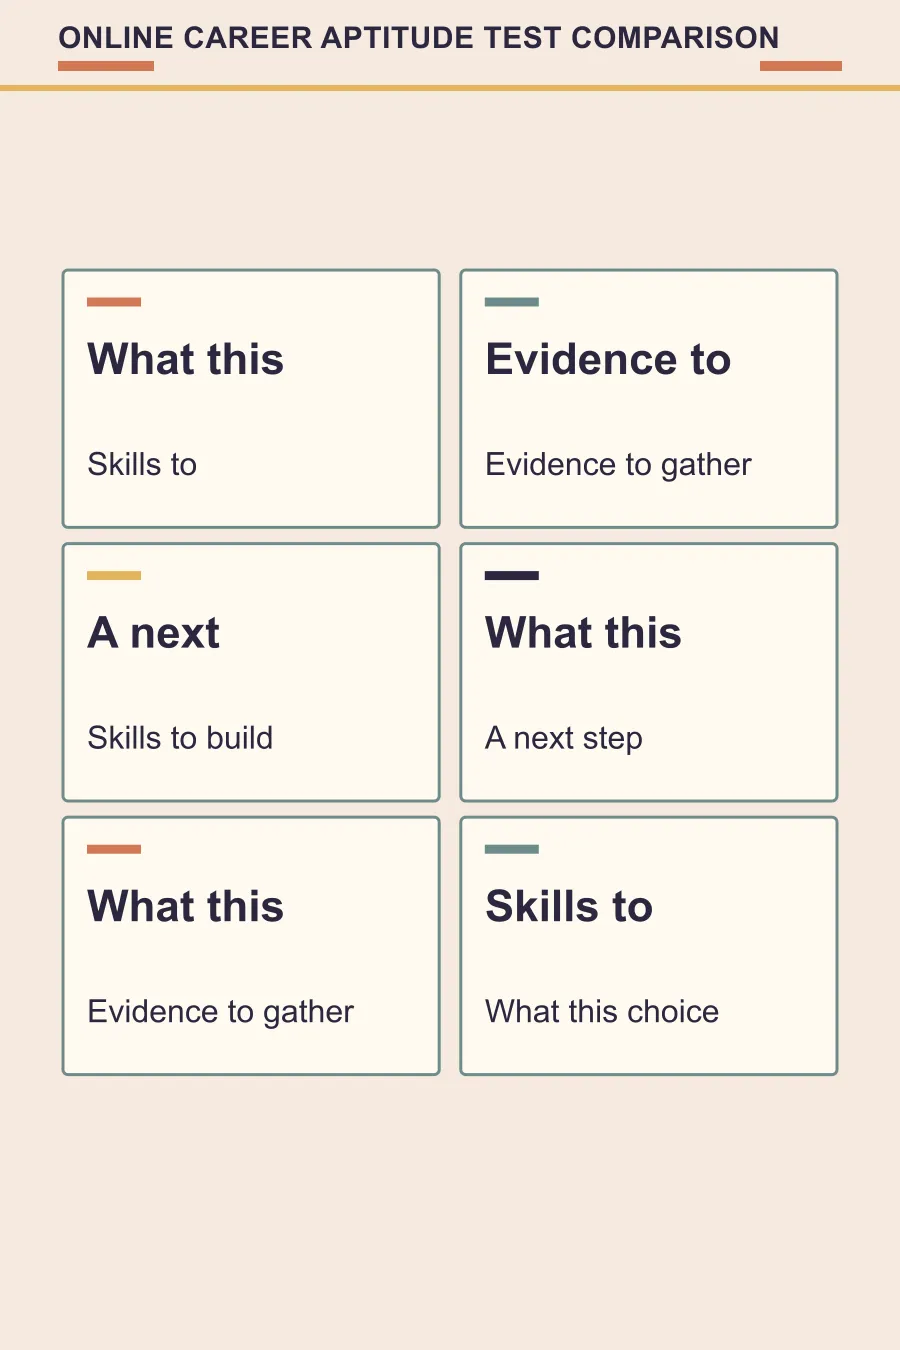 ONLINE CAREER APTITUDE TEST COMPARISON
What this
Skills to
Evidence to
Evidence to gather
A next
Skills to build
What this
A next step
What this
Evidence to gather
Skills to
What this choice